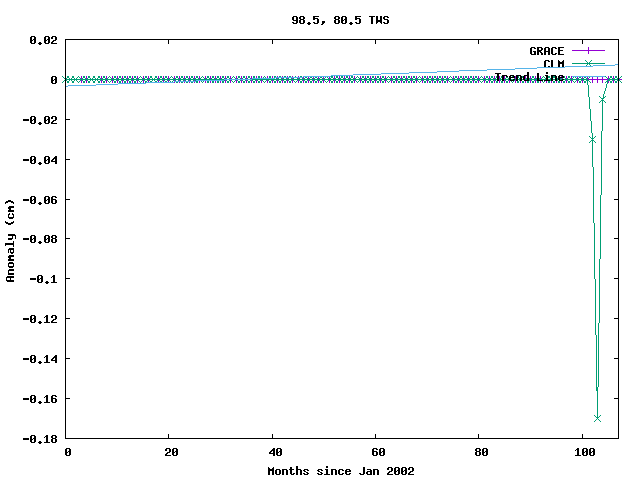 98.5, 80.5 TWS
GRACE
CLM
Trend Line
0.02
0
-0.02
-0.04
-0.06
-0.08
-0.1
-0.12
-0.14
-0.16
-0.18
Anomaly (cm)
0 20 40 60 80 100
Months since Jan 2002